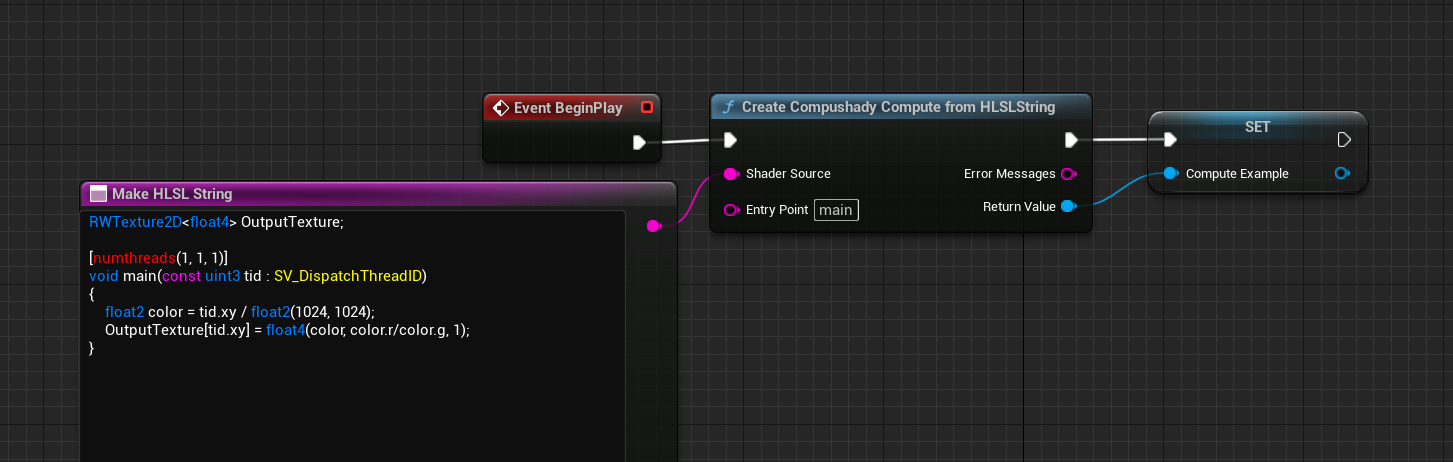 Event BeginPlay
Create Compushady Compute from HLSLString
SET
Shader Source
Error Messages
Compute Example
Entry Point main
Return Value
Make HLSL String
RWTexture2D<float4> OutputTexture;
[numthreads(1, 1, 1)]
void main(const uint3 tid : SV_DispatchThreadID)
{
float2 color = tid.xy / float2(1024, 1024);
OutputTexture[tid.xy] = float4(color, color.r/color.g, 1);
}